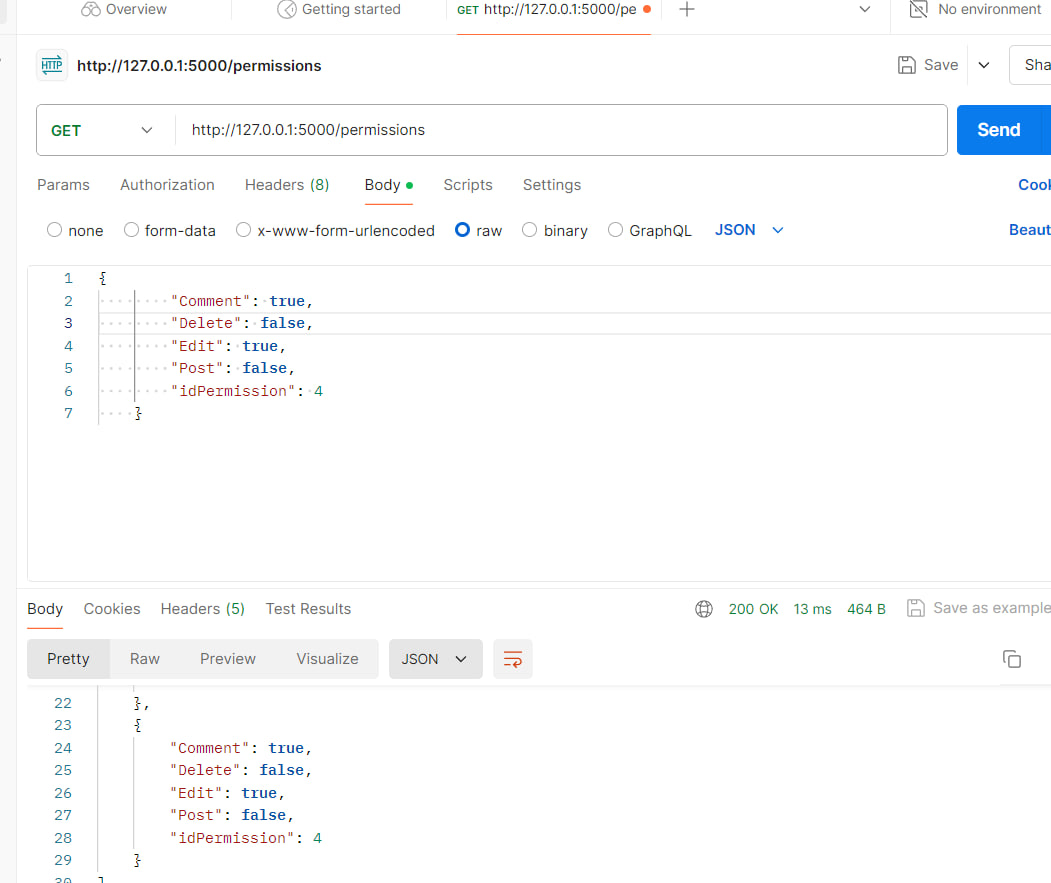 Overview Getting started GET http://127.0.0.1:5000/pe No environment
HTTP http://127.0.0.1:5000/permissions Save Sha
GET http://127.0.0.1:5000/permissions Send
Params Authorization Headers (8) Body Scripts Settings Cook
none form-data x-www-form-urlencoded raw binary GraphQL JSON Beaut
1 {
2 "Comment": true,
3 "Delete": false,
4 "Edit": true,
5 "Post": false,
6 "idPermission": 4
7 }
Body Cookies Headers (5) Test Results 200 OK 13 ms 464 B Save as example
Pretty Raw Preview Visualize JSON
22 },
23 {
24 "Comment": true,
25 "Delete": false,
26 "Edit": true,
27 "Post": false,
28 "idPermission": 4
29 }
30 ]